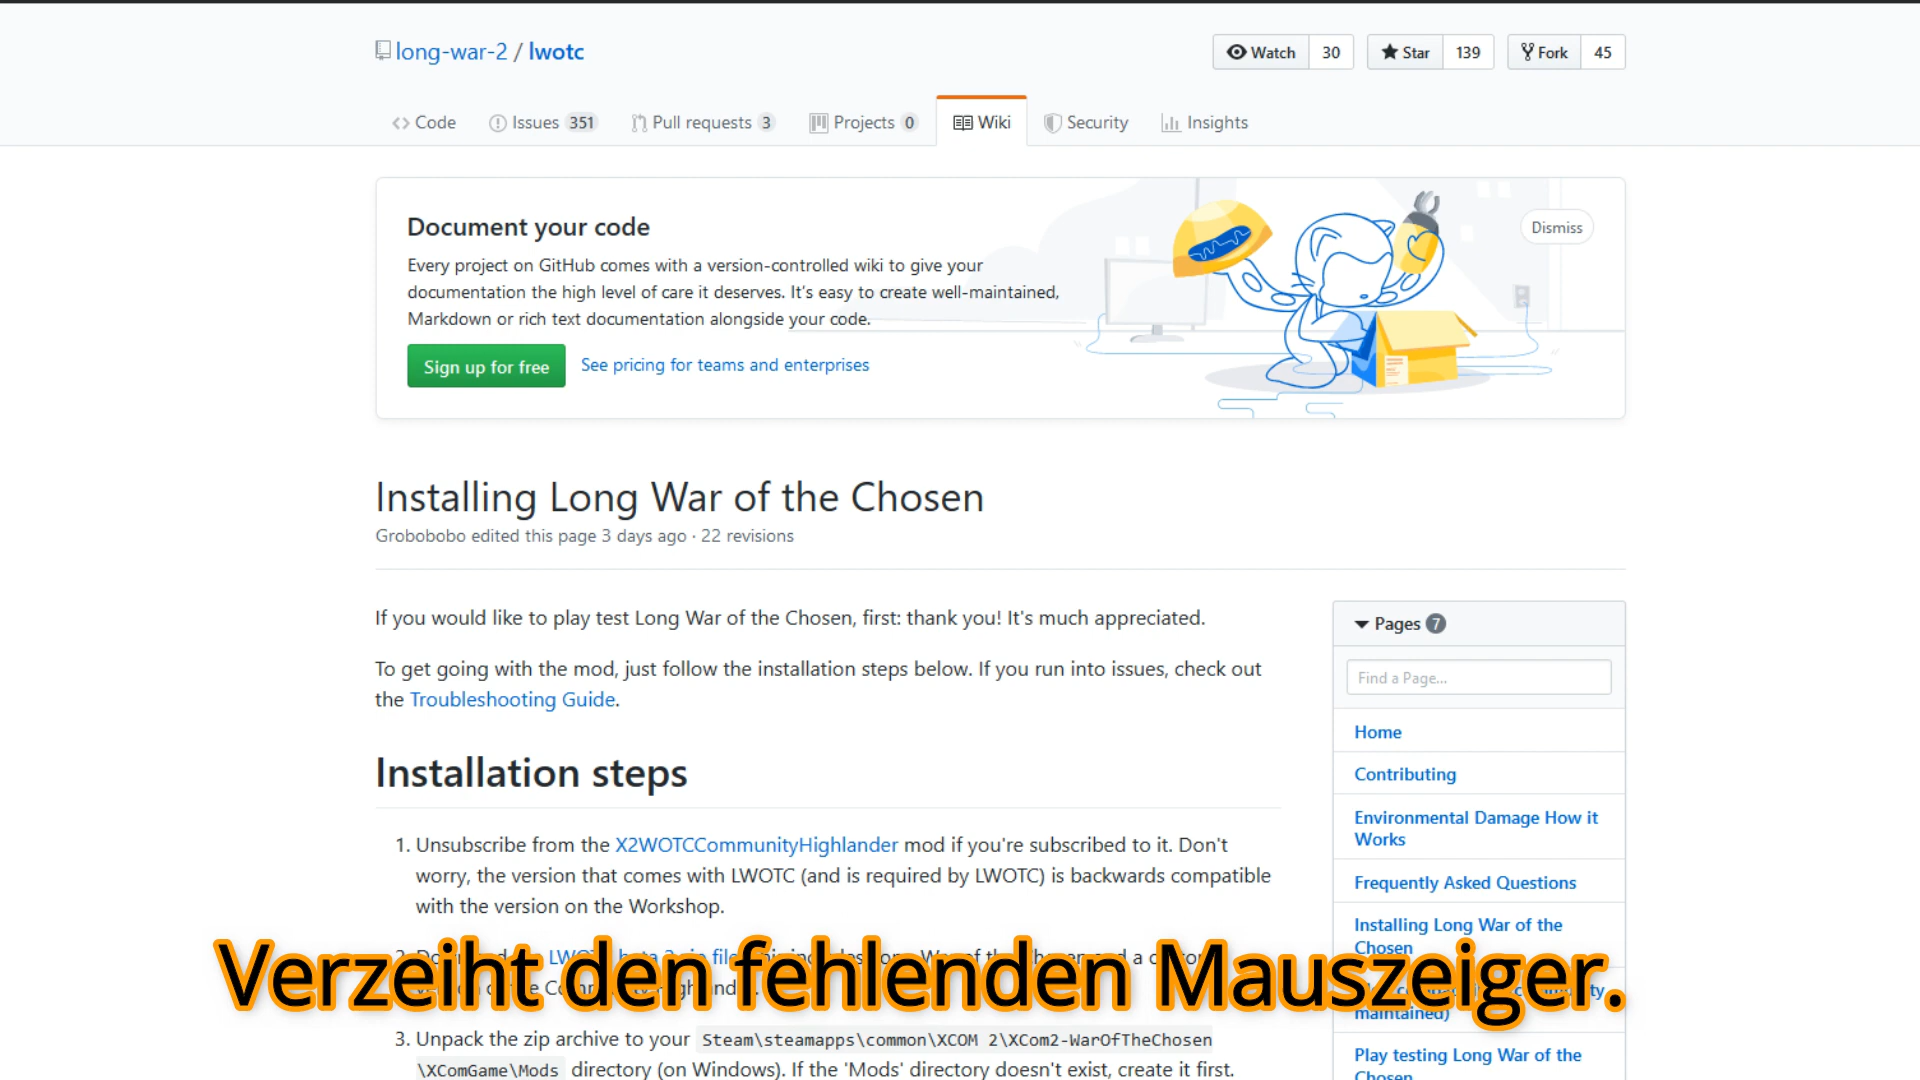 long-war-2 / lwotc
Watch 30 Star 139 Fork 45
Code Issues 351 Pull requests 3 Projects 0 Wiki Security Insights
Document your code
Dismiss
Every project on GitHub comes with a version-controlled wiki to give your
documentation the high level of care it deserves. It's easy to create well-maintained,
Markdown or rich text documentation alongside your code.
Sign up for free See pricing for teams and enterprises
Installing Long War of the Chosen
Grobobobo edited this page 3 days ago · 22 revisions
If you would like to play test Long War of the Chosen, first: thank you! It's much appreciated.
To get going with the mod, just follow the installation steps below. If you run into issues, check out
the Troubleshooting Guide.
Installation steps
1. Unsubscribe from the X2WOTCCommunityHighlander mod if you're subscribed to it. Don't
worry, the version that comes with LWOTC (and is required by LWOTC) is backwards compatible
with the version on the Workshop.
3. Unpack the zip archive to your Steam\steamapps\common\XCOM 2\XCom2-WarOfTheChosen
\XComGame\Mods directory (on Windows). If the 'Mods' directory doesn't exist, create it first.
Pages 7
Find a Page...
Home
Contributing
Environmental Damage How it
Works
Frequently Asked Questions
Installing Long War of the
Chosen
maintained)
Play testing Long War of the
Chosen
Verzeiht den fehlenden Mauszeiger.